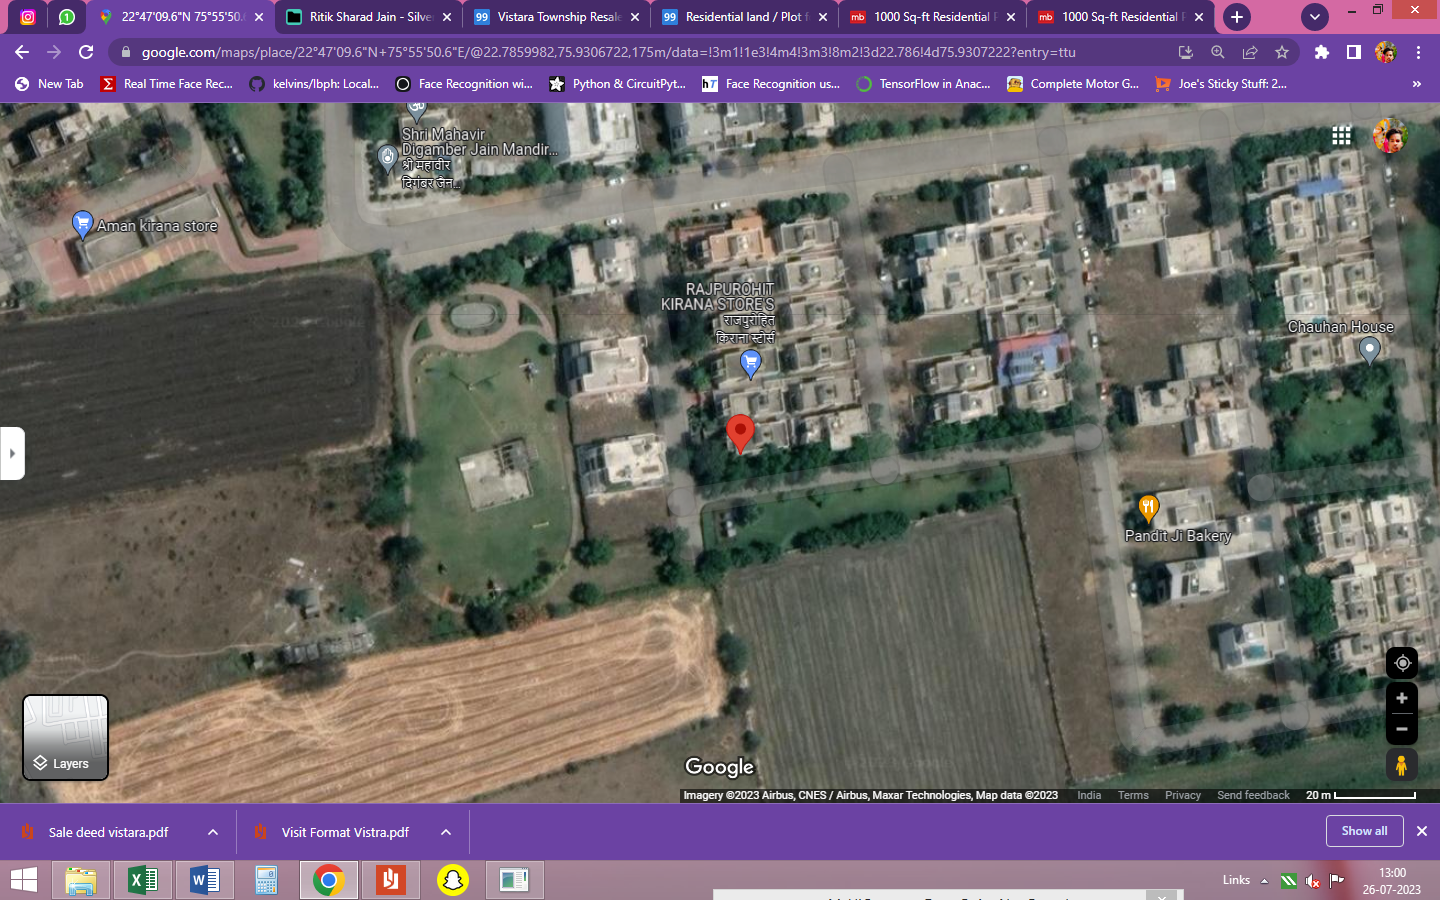 22°47'09.6"N 75°55'50.
Ritik Sharad Jain - Silve
Vistara Township Resale
Residential land / Plot f
1000 Sq-ft Residential P
1000 Sq-ft Residential P
google.com/maps/place/22°47'09.6"N+75°55'50.6"E/@22.7859982,75.9306722,175m/data=!3m1!1e3!4m4!3m3!8m2!3d22.786!4d75.9307222?entry=ttu
New Tab
Real Time Face Rec...
kelvins/lbph: Local...
Face Recognition wi...
Python & CircuitPyt...
Face Recognition us...
TensorFlow in Anac...
Complete Motor G...
Joe's Sticky Stuff: 2...
»
Shri Mahavir
Digamber Jain Mandir...
श्री महावीर
दिगंबर जैन...
Aman kirana store
RAJPUROHIT
KIRANA STORE'S
राजपुरोहित
किराना स्टोर्स
Chauhan House
Pandit Ji Bakery
Layers
Google
Imagery ©2023 Airbus, CNES / Airbus, Maxar Technologies, Map data ©2023
India
Terms
Privacy
Send feedback
20 m
Sale deed vistara.pdf
Visit Format Vistra.pdf
Show all
Links
13:00
26-07-2023